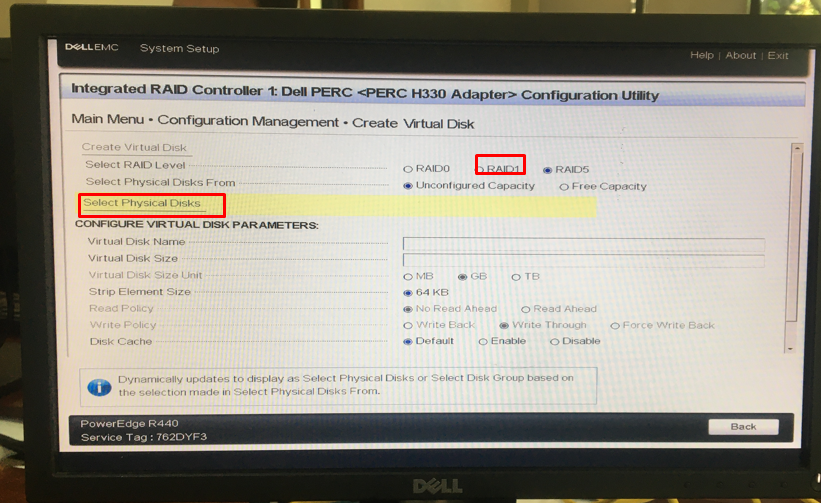 DELLEMC System Setup
Help | About | Exit
Integrated RAID Controller 1: Dell PERC <PERC H330 Adapter> Configuration Utility
Main Menu • Configuration Management • Create Virtual Disk
Create Virtual Disk
Select RAID Level RAID0 RAID1 RAID5
Select Physical Disks From Unconfigured Capacity Free Capacity
Select Physical Disks
CONFIGURE VIRTUAL DISK PARAMETERS:
Virtual Disk Name
Virtual Disk Size
Virtual Disk Size Unit MB GB TB
Strip Element Size 64 KB
Read Policy No Read Ahead Read Ahead
Write Policy Write Back Write Through Force Write Back
Disk Cache Default Enable Disable
Dynamically updates to display as Select Physical Disks or Select Disk Group based on
the selection made in Select Physical Disks From.
PowerEdge R440
Service Tag : 762DYF3
Back
DELL